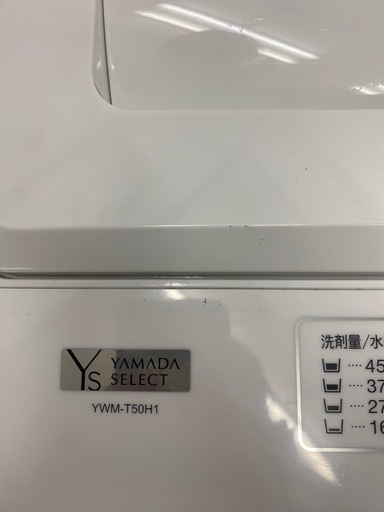 YS YAMADA
SELECT
YWM-T50H1
洗剤量/水
···· 45
···· 37
···· 27
···· 16